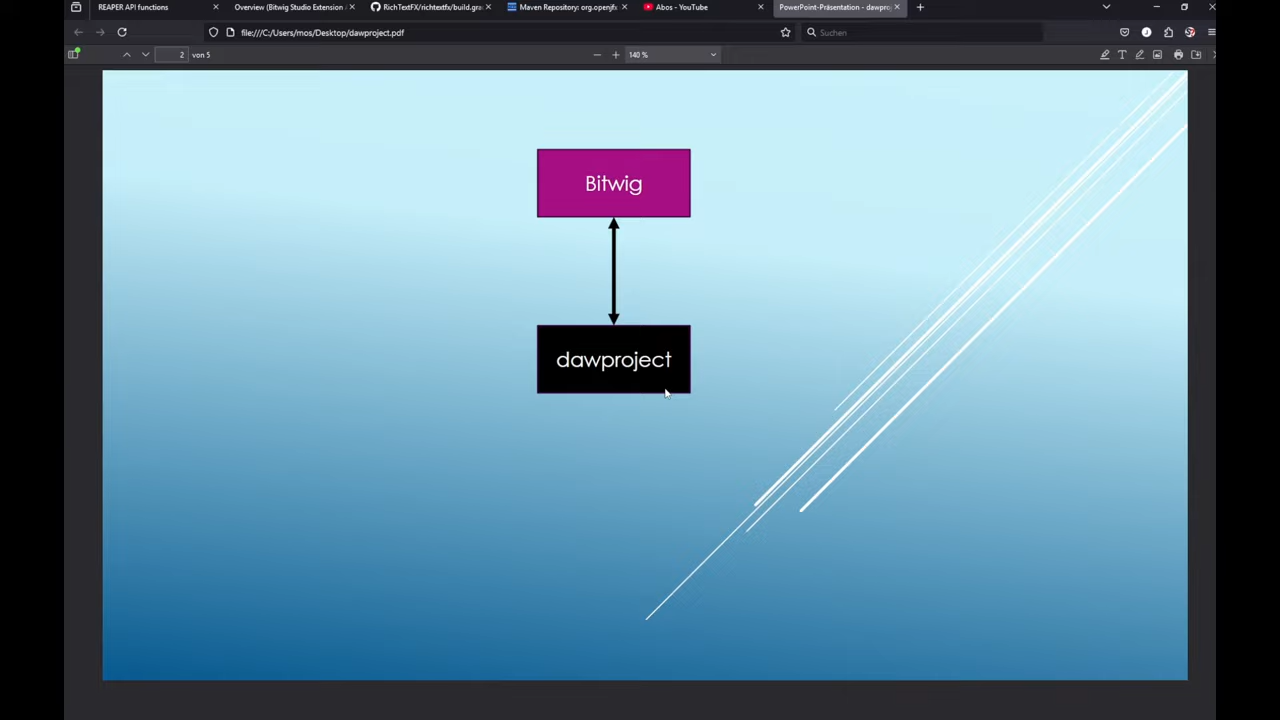 REAPER API functions
Overview (Bitwig Studio Extension
RichTextFX/richtextfx/build.gra
Maven Repository: org.openjfx
Abos - YouTube
PowerPoint-Präsentation - dawproj
file:///C:/Users/mos/Desktop/dawproject.pdf
Suchen
2 von 5
140 %
Bitwig
dawproject